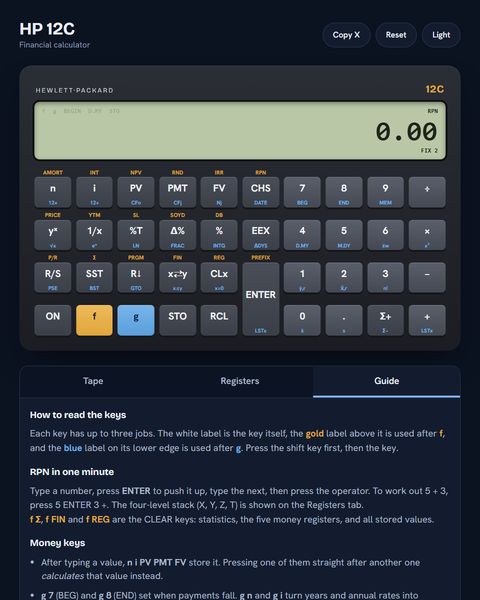 HP 12C
Financial calculator
Copy X Reset Light
HEWLETT·PACKARD 12C
f g BEGIN D.MY STO RPN
0.00
FIX 2
AMORT INT NPV RND IRR RPN
n i PV PMT FV CHS 7 8 9 ÷
12× 12÷ CFo CFj Nj DATE BEG END MEM
PRICE YTM SL SOYD DB
yˣ 1/x %T Δ% % EEX 4 5 6 ×
√x eˣ LN FRAC INTG ΔDYS D.MY M.DY x̄w x²
P/R Σ PRGM FIN REG PREFIX
R/S SST R↓ x⇄y CLx ENTER 1 2 3 −
PSE BST GTO x≤y x=0 ŷ,r x̂,r n!
ON f g STO RCL 0 . Σ+ +
LSTx x̄ s Σ- LSTx
Tape Registers Guide
How to read the keys
Each key has up to three jobs. The white label is the key itself, the gold label above it is used after f,
and the blue label on its lower edge is used after g. Press the shift key first, then the key.
RPN in one minute
Type a number, press ENTER to push it up, type the next, then press the operator. To work out 5 + 3,
press 5 ENTER 3 +. The four-level stack (X, Y, Z, T) is shown on the Registers tab.
f Σ, f FIN and f REG are the CLEAR keys: statistics, the five money registers, and all stored values.
Money keys
• After typing a value, n i PV PMT FV store it. Pressing one of them straight after another one
calculates that value instead.
• g 7 (BEG) and g 8 (END) set when payments fall. g n and g i turn years and annual rates into